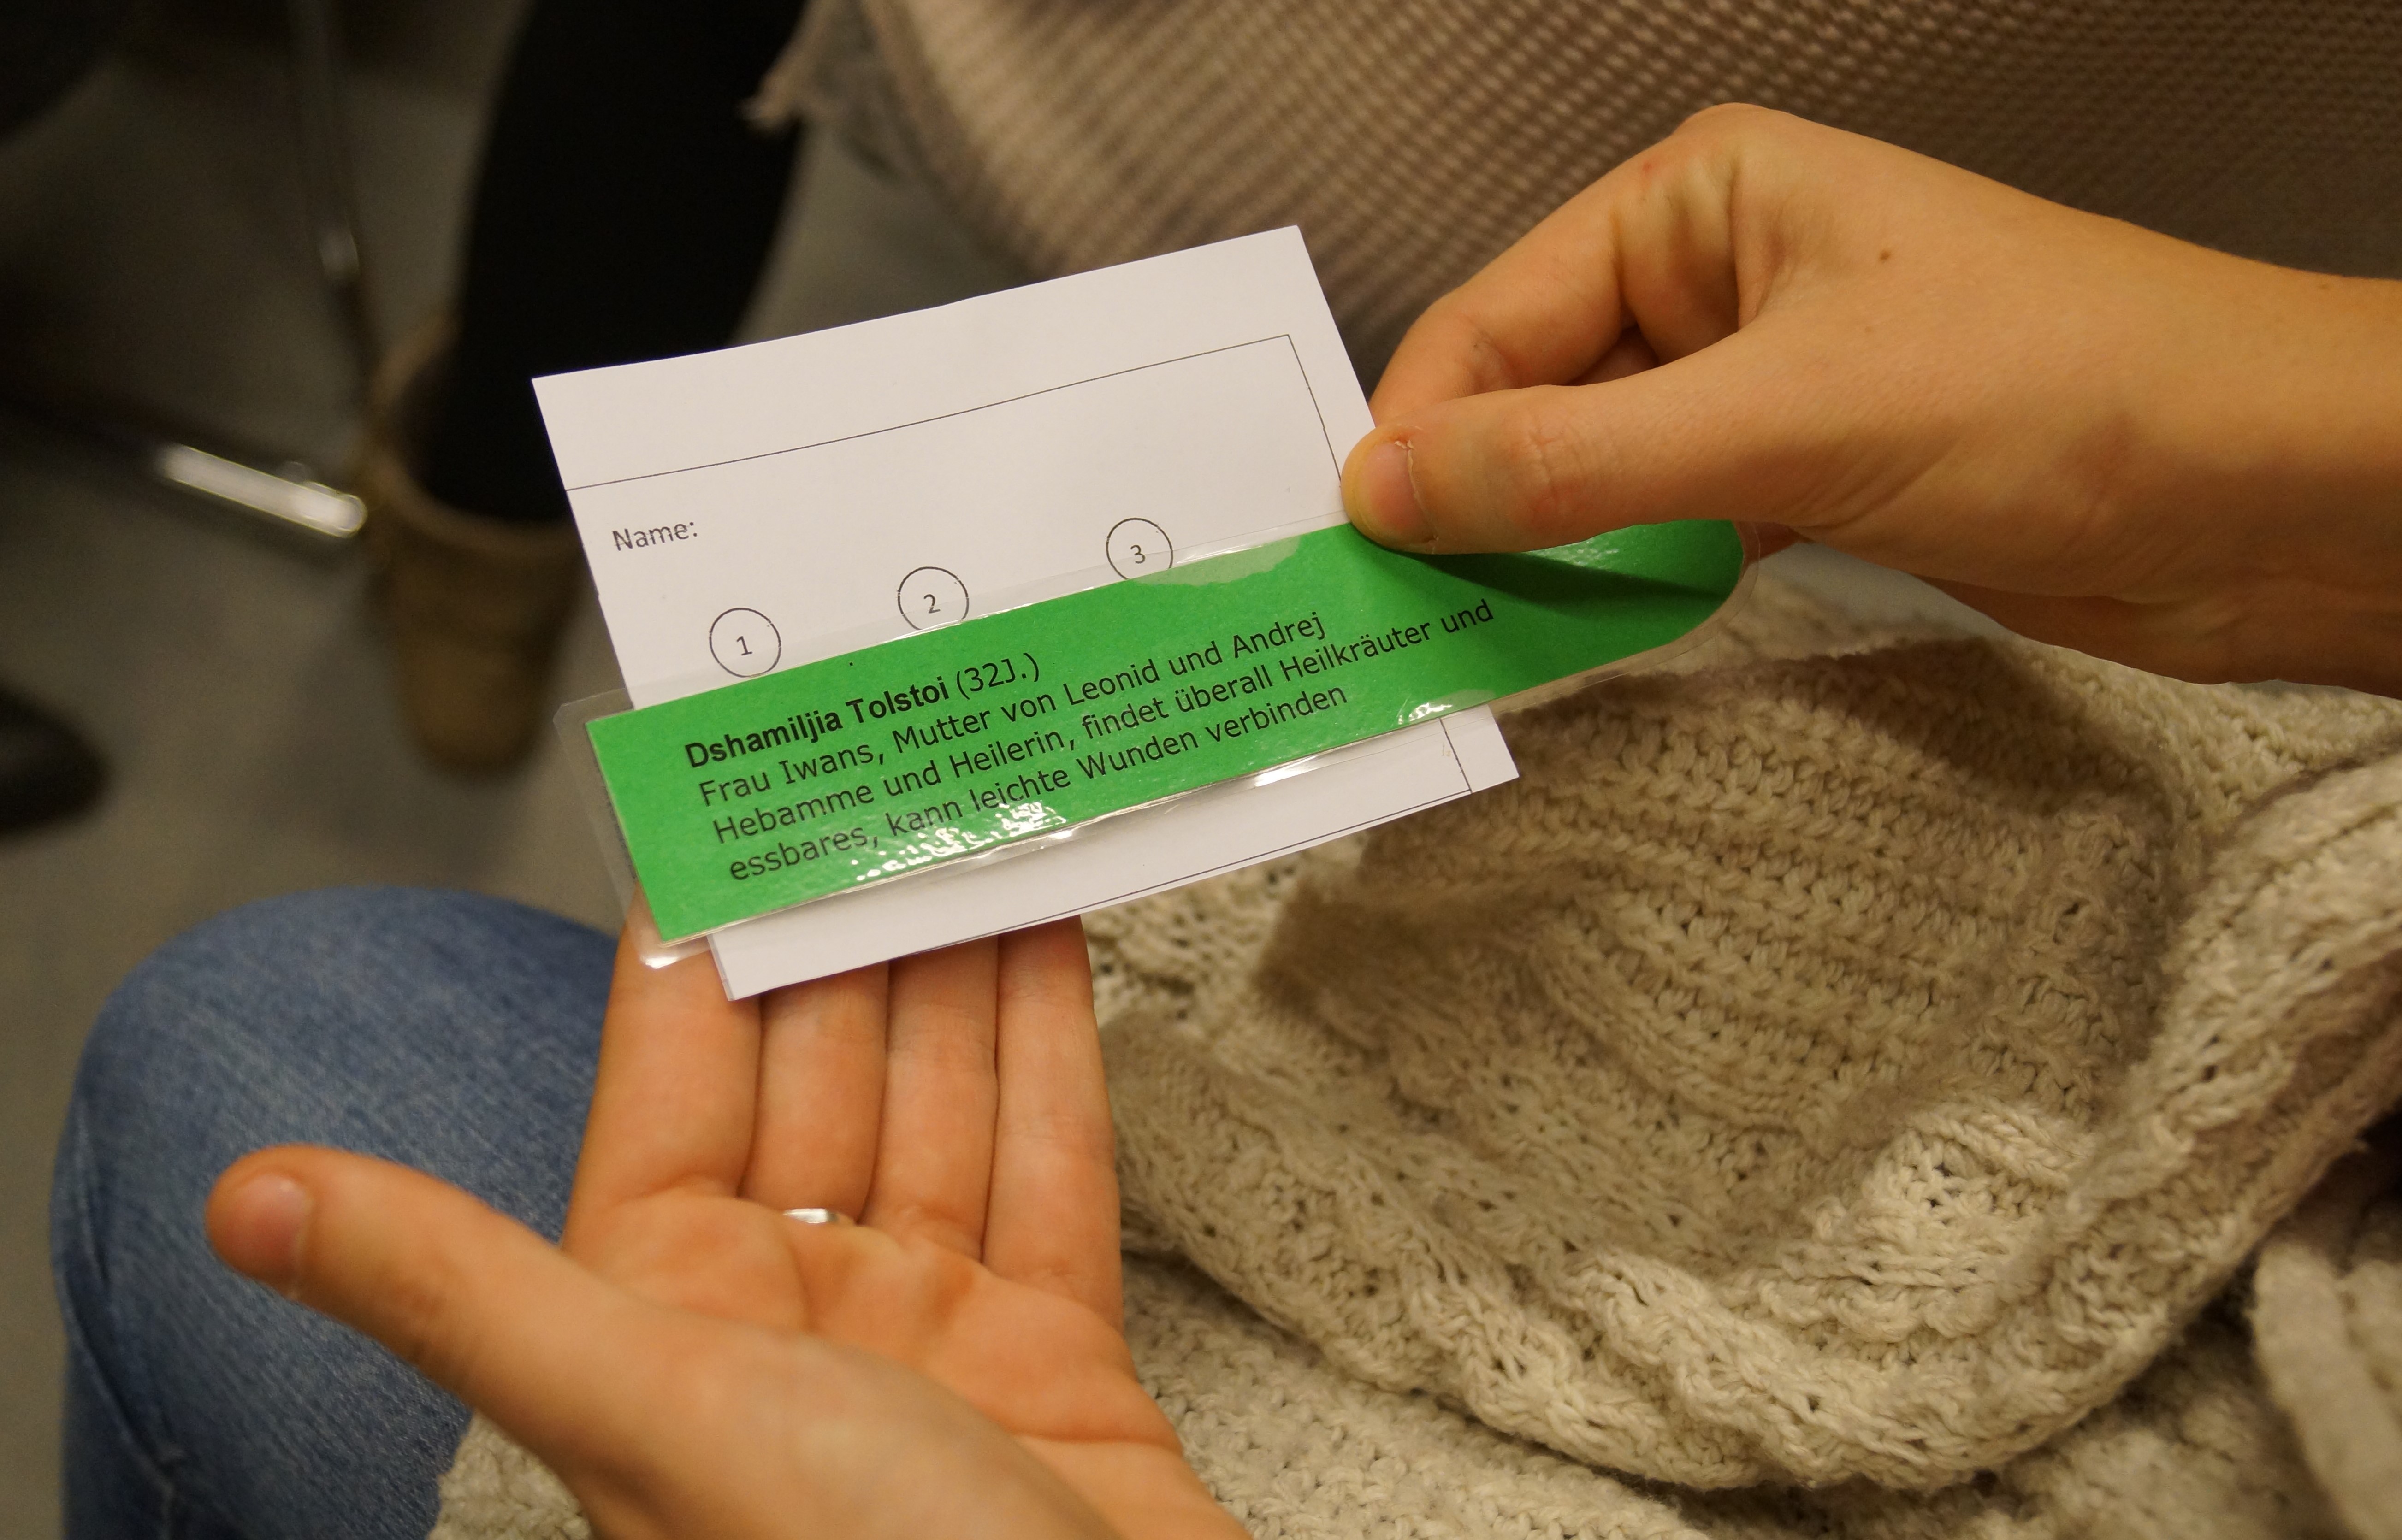 Name:
1
2
3
Dshamiljia Tolstoi (32J.)
Frau Iwans, Mutter von Leonid und Andrej
Hebamme und Heilerin, findet überall Heilkräuter und
essbares, kann leichte Wunden verbinden